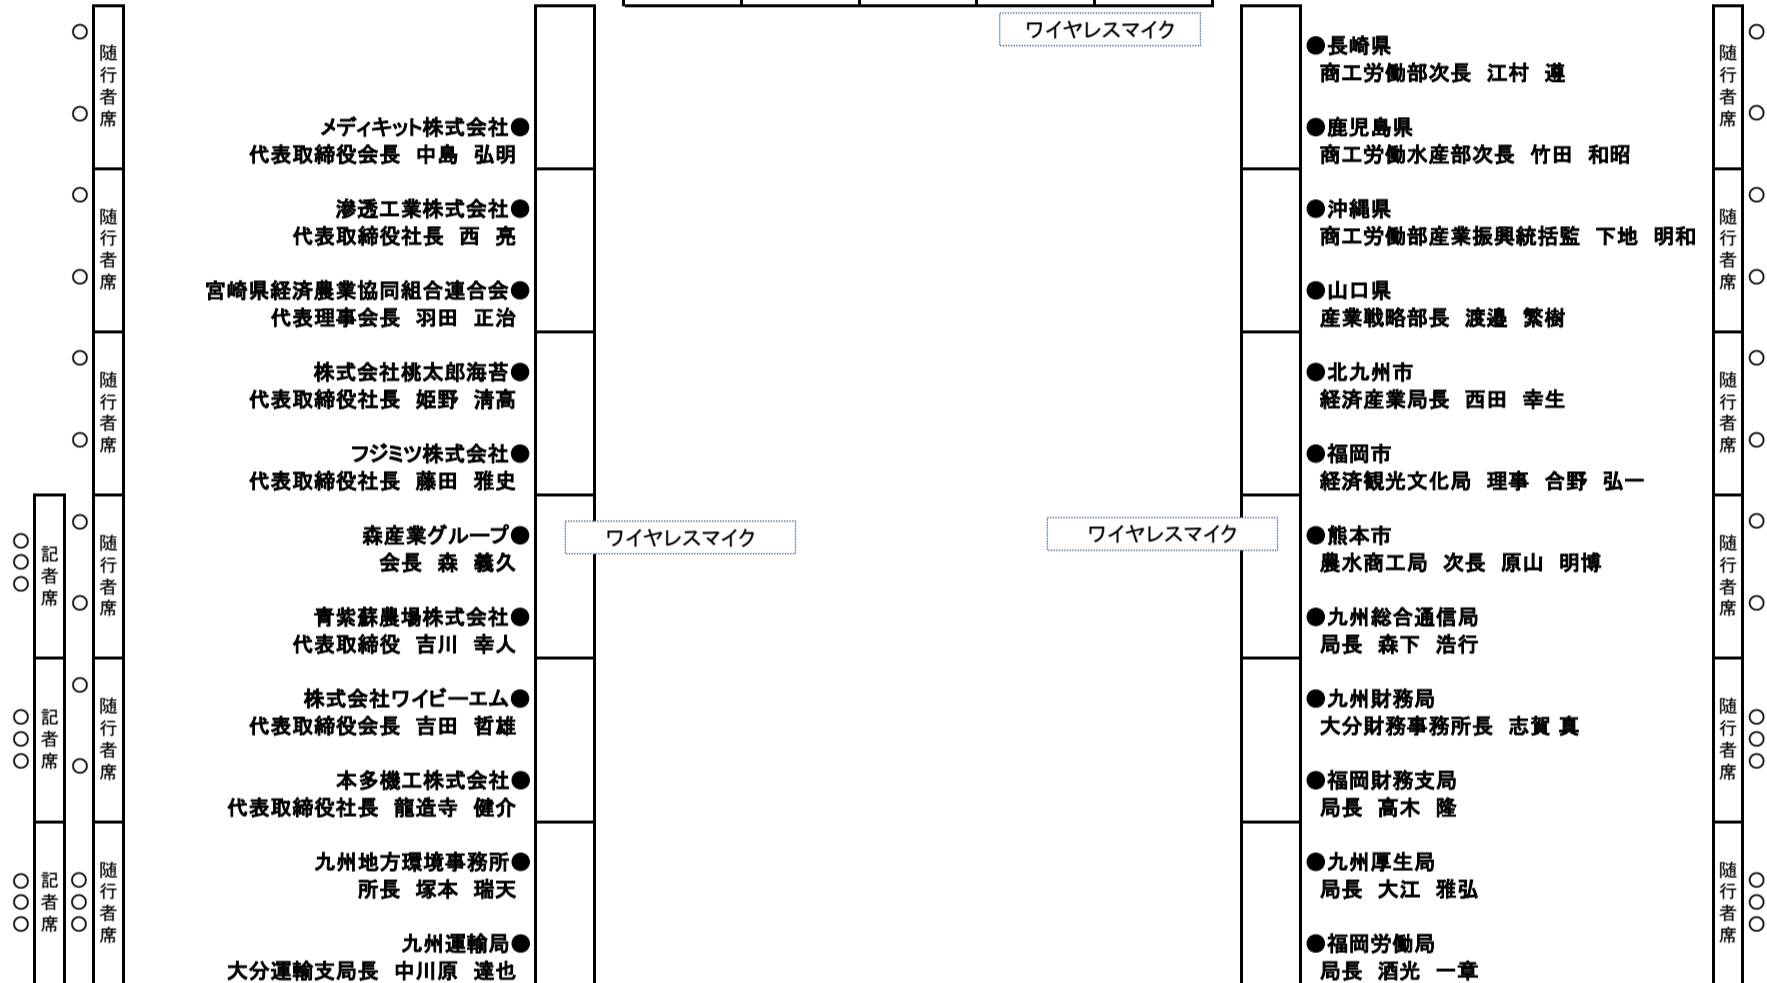 ワイヤレスマイク
随行者席
メディキット株式会社●
代表取締役会長 中島 弘明
滲透工業株式会社●
代表取締役社長 西 亮
宮崎県経済農業協同組合連合会●
代表理事会長 羽田 正治
株式会社桃太郎海苔●
代表取締役社長 姫野 清高
フジミツ株式会社●
代表取締役社長 藤田 雅史
森産業グループ●
会長 森 義久
青紫蘇農場株式会社●
代表取締役 吉川 幸人
株式会社ワイビーエム●
代表取締役会長 吉田 哲雄
本多機工株式会社●
代表取締役社長 龍造寺 健介
九州地方環境事務所●
所長 塚本 瑞天
九州運輸局●
大分運輸支局長 中川原 達也
随行者席
随行者席
随行者席
随行者席
随行者席
記者席
記者席
記者席
ワイヤレスマイク
ワイヤレスマイク
●長崎県
商工労働部次長 江村 遵
●鹿児島県
商工労働水産部次長 竹田 和昭
●沖縄県
商工労働部産業振興統括監 下地 明和
●山口県
産業戦略部長 渡邉 繁樹
●北九州市
経済産業局長 西田 幸生
●福岡市
経済観光文化局 理事 合野 弘一
●熊本市
農水商工局 次長 原山 明博
●九州総合通信局
局長 森下 浩行
●九州財務局
大分財務事務所長 志賀 真
●福岡財務支局
局長 高木 隆
●九州厚生局
局長 大江 雅弘
●福岡労働局
局長 酒光 一章
随行者席
随行者席
随行者席
随行者席
随行者席
随行者席